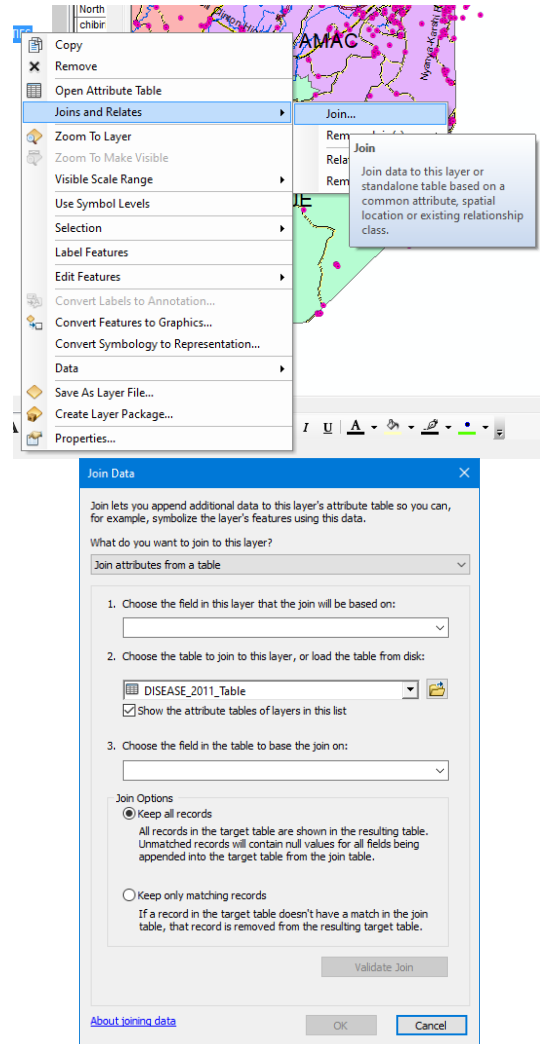 North
chibir
AMAC
Nyanya-Karshi R
Copy
Remove
Open Attribute Table
Joins and Relates
Join...
Zoom To Layer
Zoom To Make Visible
Visible Scale Range
Join
Join data to this layer or
standalone table based on a
common attribute, spatial
location or existing relationship
class.
Rem
Rela
Rem
Use Symbol Levels
Selection
Label Features
Edit Features
Convert Labels to Annotation...
Convert Features to Graphics...
Convert Symbology to Representation...
Data
Save As Layer File...
Create Layer Package...
Properties...
I U A
Join Data
Join lets you append additional data to this layer's attribute table so you can,
for example, symbolize the layer's features using this data.
What do you want to join to this layer?
Join attributes from a table
1. Choose the field in this layer that the join will be based on:
2. Choose the table to join to this layer, or load the table from disk:
DISEASE_2011_Table
Show the attribute tables of layers in this list
3. Choose the field in the table to base the join on:
Join Options
Keep all records
All records in the target table are shown in the resulting table.
Unmatched records will contain null values for all fields being
appended into the target table from the join table.
Keep only matching records
If a record in the target table doesn't have a match in the join
table, that record is removed from the resulting target table.
Validate Join
About joining data
OK
Cancel